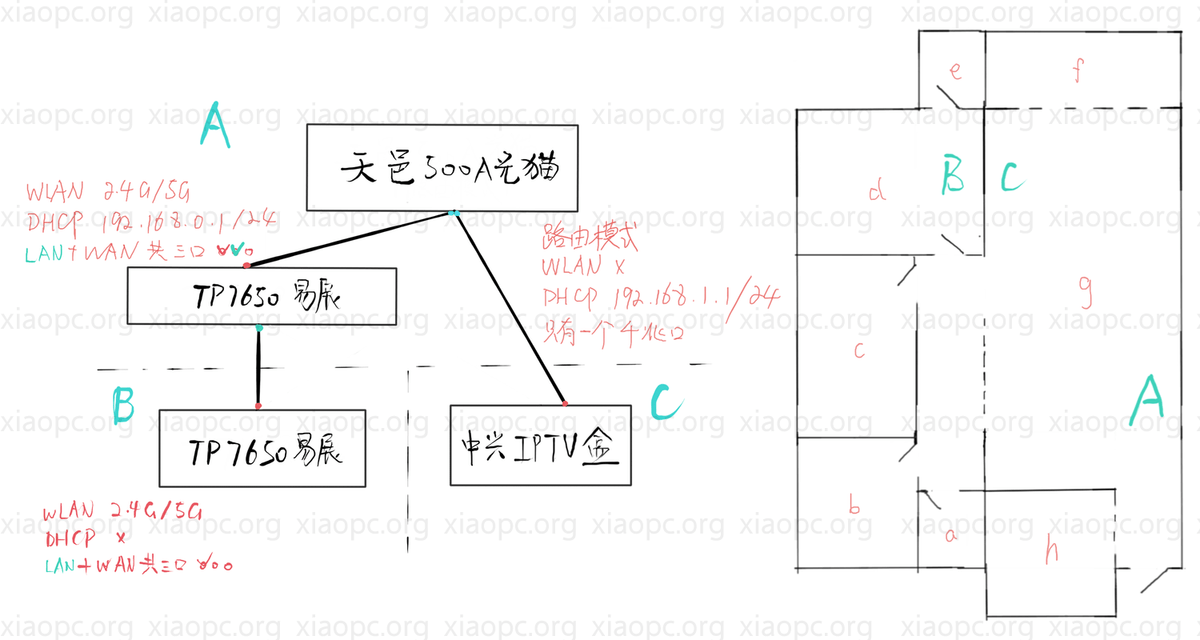 xiaopc.org xiaopc.org xiaopc.org xiaopc.org xiaopc.org xiaopc.org xiaopc.org xiaopc.org
A
天邑500A光猫
WLAN 2.4G/5G
DHCP 192.168.0.1/24
LAN+WAN 共三口
TP7650易展
路由模式
WLAN x
DHCP 192.168.1.1/24
只有一个千兆口
B
TP7650易展
WLAN 2.4G/5G
DHCP x
LAN+WAN共三口
C
中兴IPTV盒
e
f
d
B
C
g
c
A
b
a
h